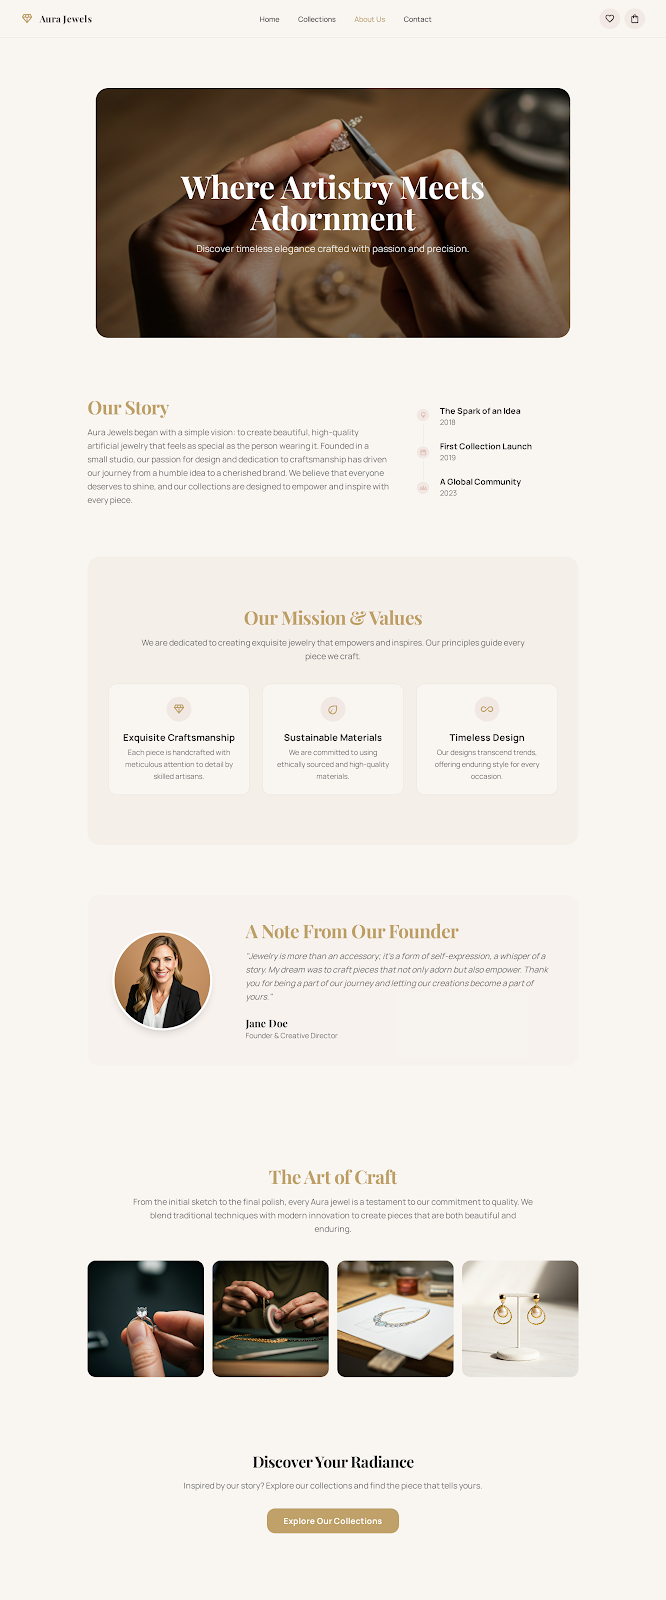 Aura Jewels
Home
Collections
About Us
Contact
Where Artistry Meets
Adornment
Discover timeless elegance crafted with passion and precision.
Our Story
Aura Jewels began with a simple vision: to create beautiful, high-quality
artificial jewelry that feels as special as the person wearing it. Founded in a
small studio, our passion for design and dedication to craftsmanship has driven
our journey from a humble idea to a cherished brand. We believe that everyone
deserves to shine, and our collections are designed to empower and inspire with
every piece.
The Spark of an Idea
2018
First Collection Launch
2019
A Global Community
2023
Our Mission & Values
We are dedicated to creating exquisite jewelry that empowers and inspires. Our principles guide every
piece we craft.
Exquisite Craftsmanship
Each piece is handcrafted with
meticulous attention to detail by
skilled artisans.
Sustainable Materials
We are committed to using
ethically sourced and high-quality
materials.
Timeless Design
Our designs transcend trends,
offering enduring style for every
occasion.
A Note From Our Founder
"Jewelry is more than an accessory; it's a form of self-expression, a whisper of a
story. My dream was to craft pieces that not only adorn but also empower. Thank
you for being a part of our journey and letting our creations become a part of
yours."
Jane Doe
Founder & Creative Director
The Art of Craft
From the initial sketch to the final polish, every Aura jewel is a testament to our commitment to quality. We
blend traditional techniques with modern innovation to create pieces that are both beautiful and
enduring.
Discover Your Radiance
Inspired by our story? Explore our collections and find the piece that tells yours.
Explore Our Collections